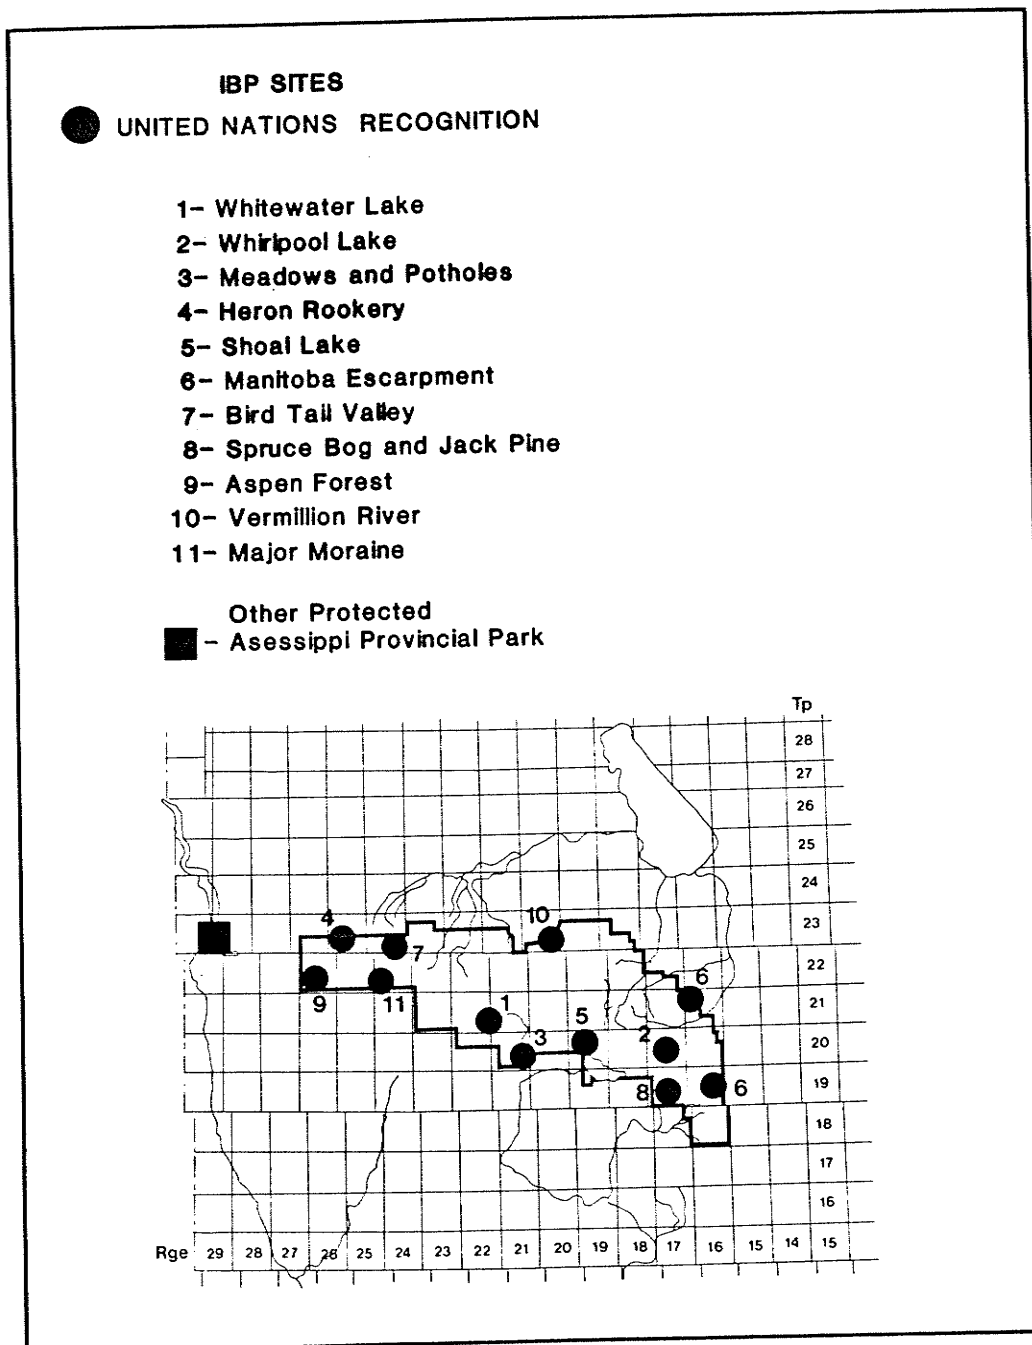 IBP SITES
UNITED NATIONS RECOGNITION
1- Whitewater Lake
2- Whirlpool Lake
3- Meadows and Potholes
4- Heron Rookery
5- Shoal Lake
6- Manitoba Escarpment
7- Bird Tail Valley
8- Spruce Bog and Jack Pine
9- Aspen Forest
10- Vermillion River
11- Major Moraine
Other Protected
- Asessippi Provincial Park
Tp
28
27
26
25
24
23
22
21
20
19
18
17
16
4
10
7
9
11
6
1
5
3
2
8
6
Rge 29 28 27 26 25 24 23 22 21 20 19 18 17 16 15 14 15